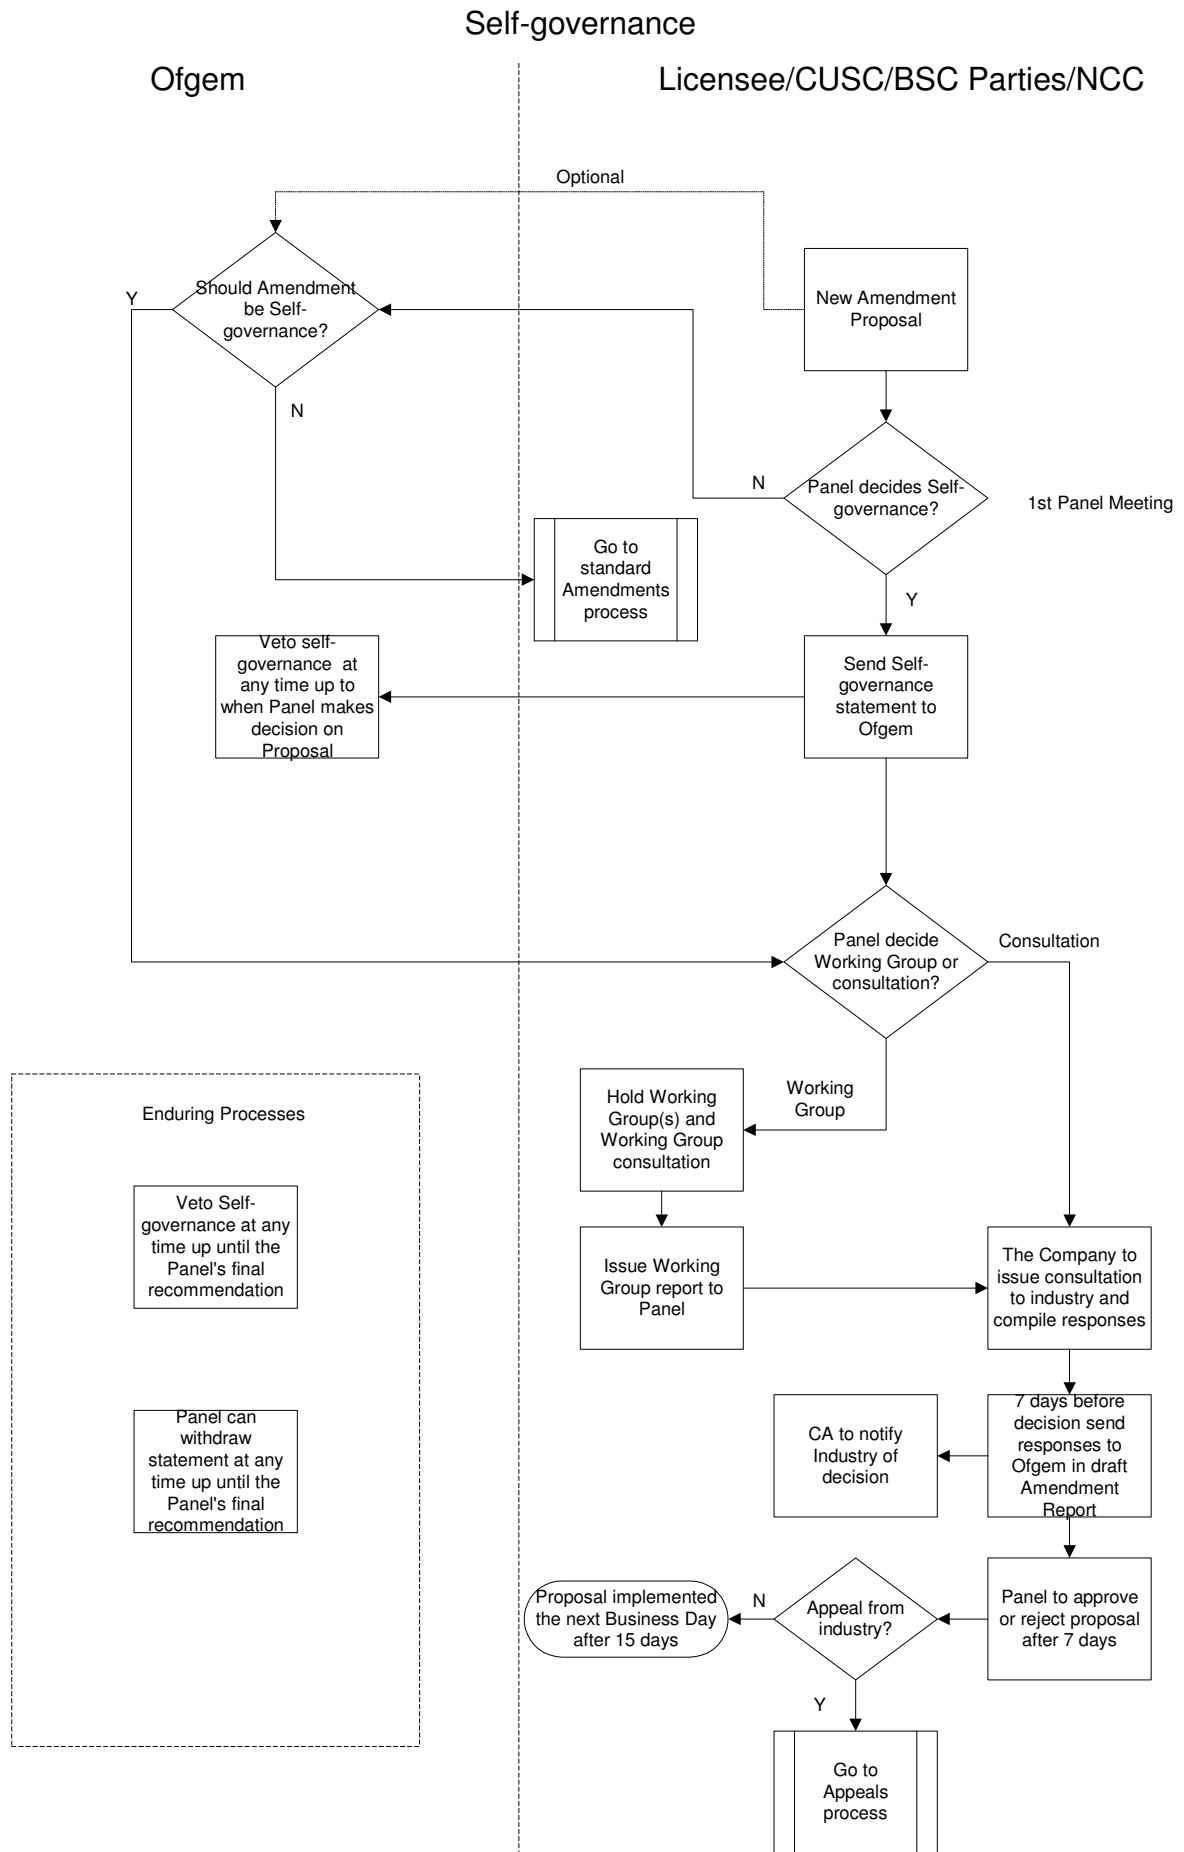 Self-governance
Ofgem
Licensee/CUSC/BSC Parties/NCC
Optional
Should Amendment
be Self-
governance?
Y
N
New Amendment
Proposal
Panel decides Self-
governance?
N
1st Panel Meeting
Y
Go to
standard
Amendments
process
Veto self-
governance at
any time up to
when Panel makes
decision on
Proposal
Send Self-
governance
statement to
Ofgem
Panel decide
Working Group or
consultation?
Consultation
Working
Group
Hold Working
Group(s) and
Working Group
consultation
Issue Working
Group report to
Panel
The Company to
issue consultation
to industry and
compile responses
Enduring Processes
Veto Self-
governance at any
time up until the
Panel's final
recommendation
Panel can
withdraw
statement at any
time up until the
Panel's final
recommendation
CA to notify
Industry of
decision
7 days before
decision send
responses to
Ofgem in draft
Amendment
Report
Proposal implemented
the next Business Day
after 15 days
N
Appeal from
industry?
Panel to approve
or reject proposal
after 7 days
Y
Go to
Appeals
process